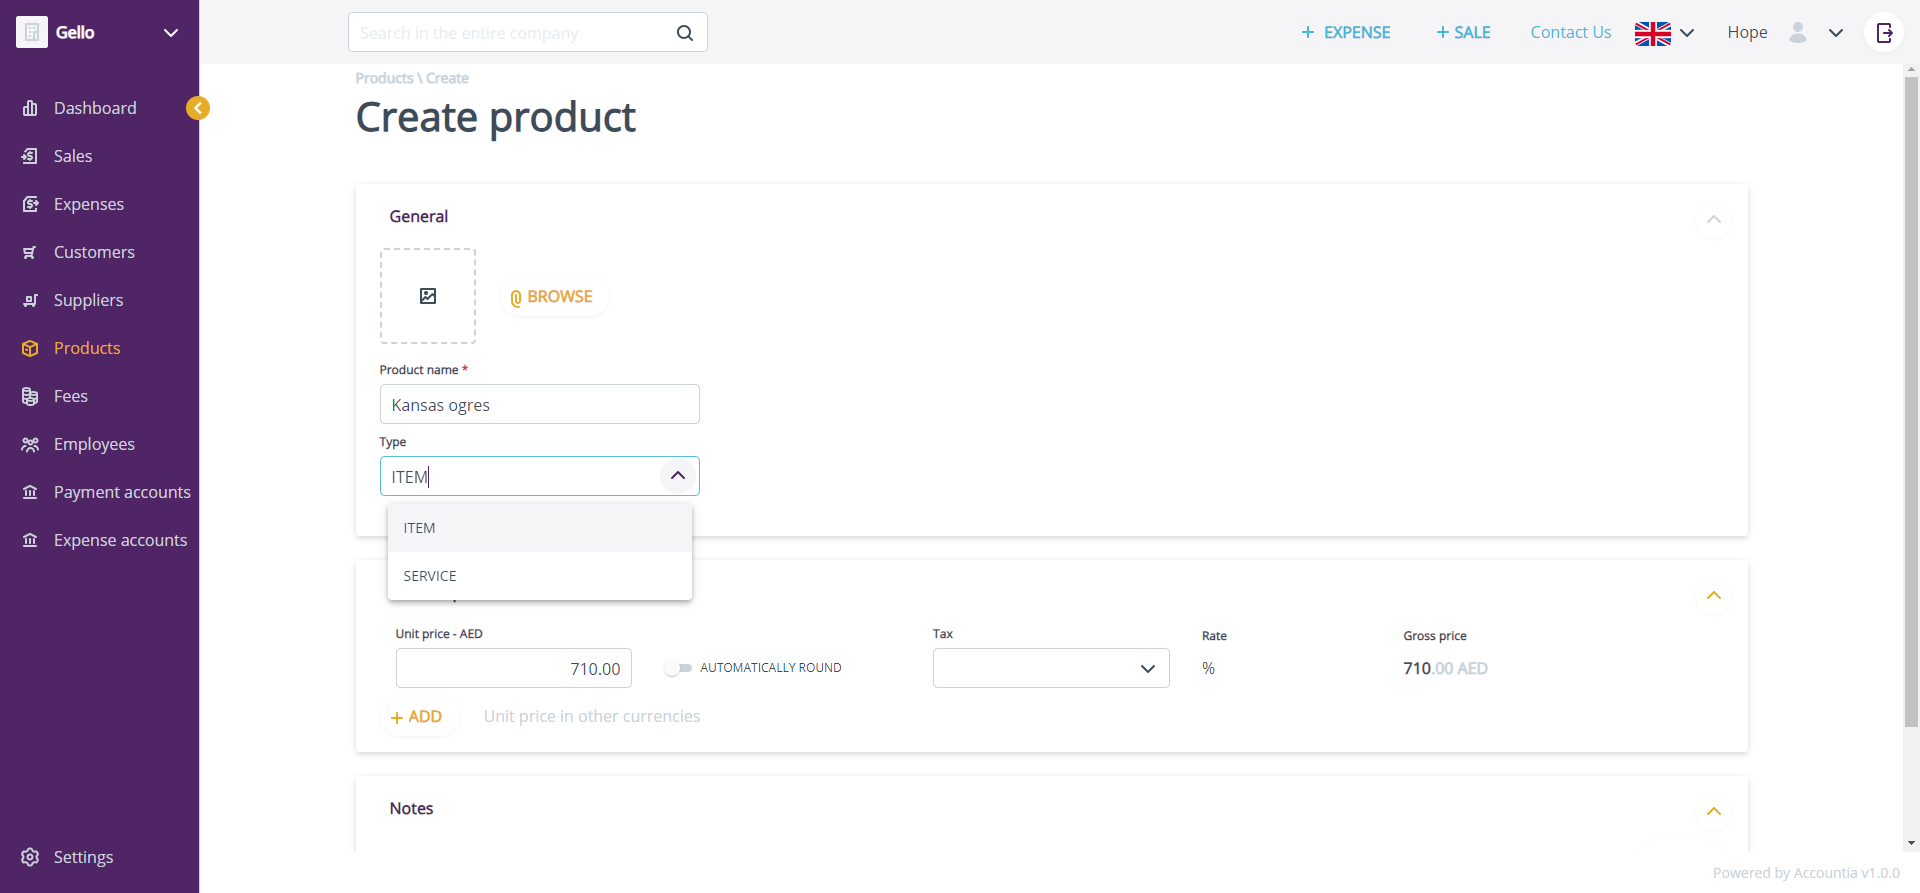 Gello
Search in the entire company
+ EXPENSE
+ SALE
Contact Us
Hope
Dashboard
Sales
Expenses
Customers
Suppliers
Products
Fees
Employees
Payment accounts
Expense accounts
Settings
Products \ Create
Create product
General
BROWSE
Product name *
Kansas ogres
Type
ITEM
ITEM
SERVICE
Unit price - AED
Tax
Rate
Gross price
710.00
AUTOMATICALLY ROUND
%
710.00 AED
+ ADD
Unit price in other currencies
Notes
Powered by Accountia v1.0.0